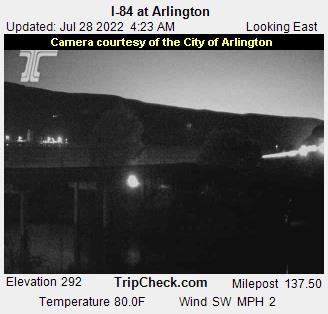 I-84 at Arlington
Updated: Jul 28 2022 4:23 AM Looking East
Camera courtesy of the City of Arlington
Elevation 292 TripCheck.com Milepost 137.50
Temperature 80.0F Wind SW MPH 2